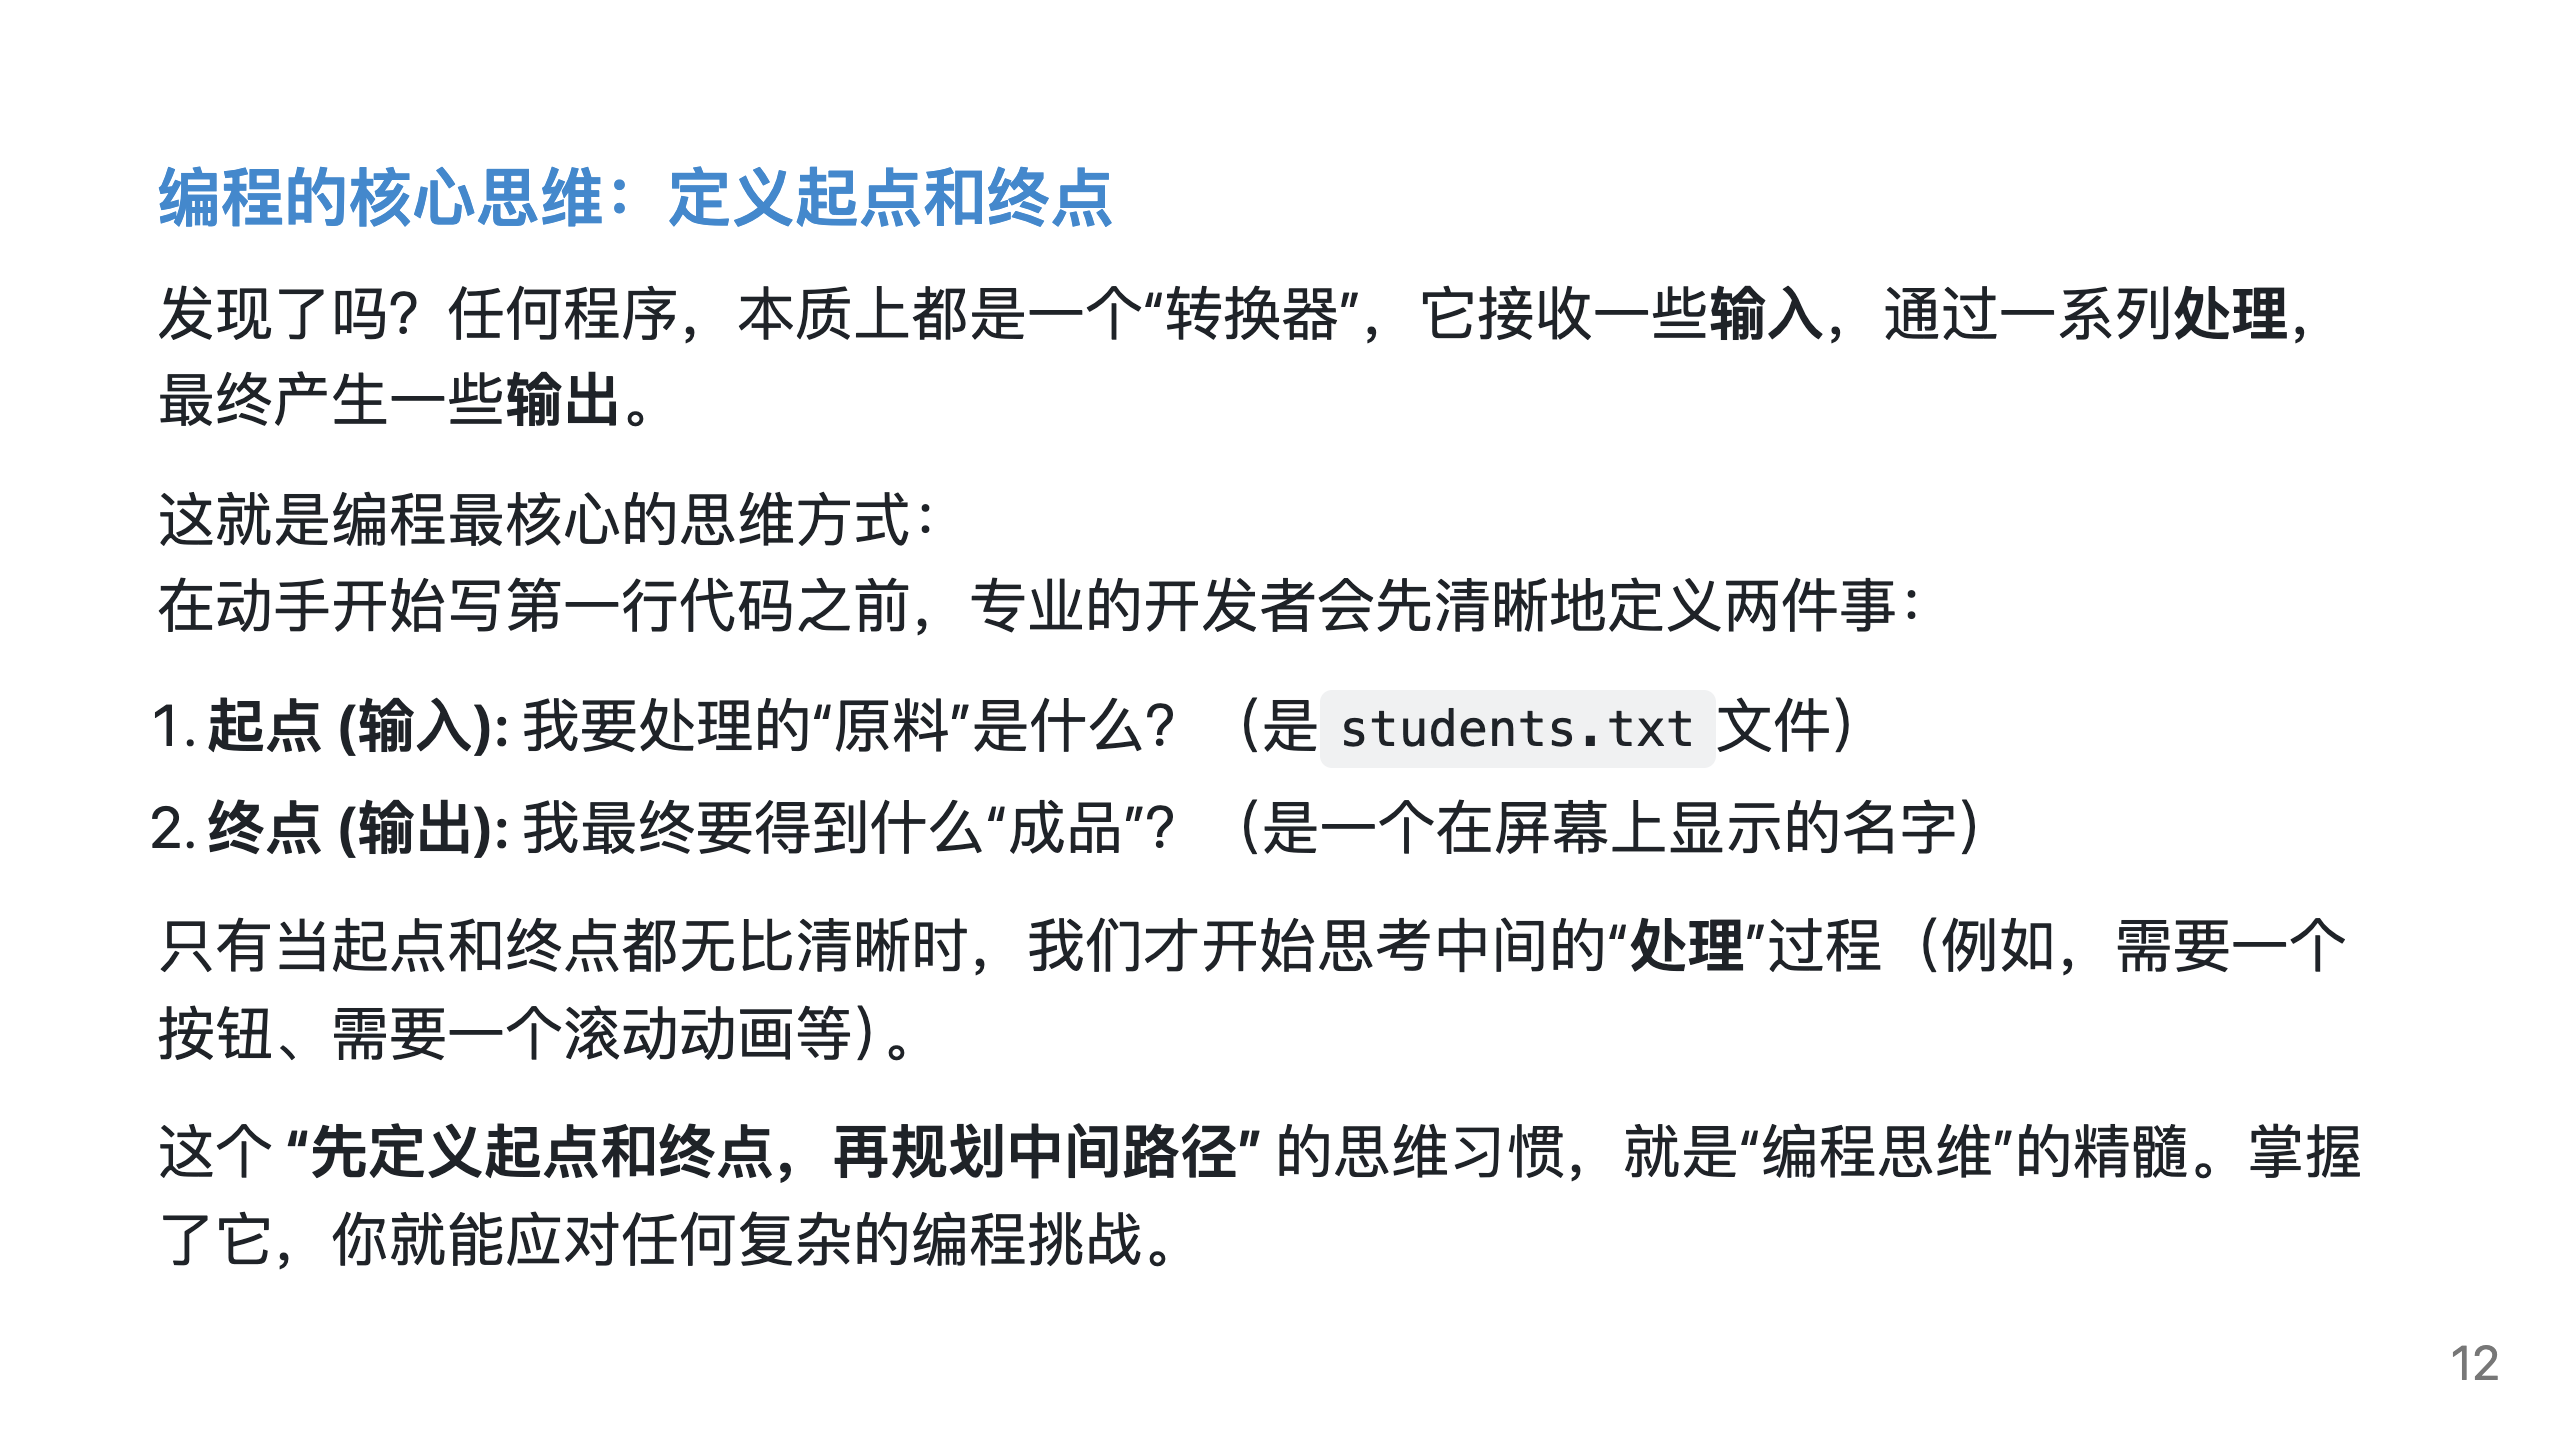 编程的核心思维：定义起点和终点
发现了吗？任何程序，本质上都是一个“转换器”，它接收一些输入，通过一系列处理，
最终产生一些输出。
这就是编程最核心的思维方式：
在动手开始写第一行代码之前，专业的开发者会先清晰地定义两件事：
1. 起点 (输入): 我要处理的“原料”是什么？（是 students.txt 文件）
2. 终点 (输出): 我最终要得到什么“成品”？（是一个在屏幕上显示的名字）
只有当起点和终点都无比清晰时，我们才开始思考中间的“处理”过程（例如，需要一个
按钮、需要一个滚动动画等）。
这个 “先定义起点和终点，再规划中间路径” 的思维习惯，就是“编程思维”的精髓。掌握
了它，你就能应对任何复杂的编程挑战。
12